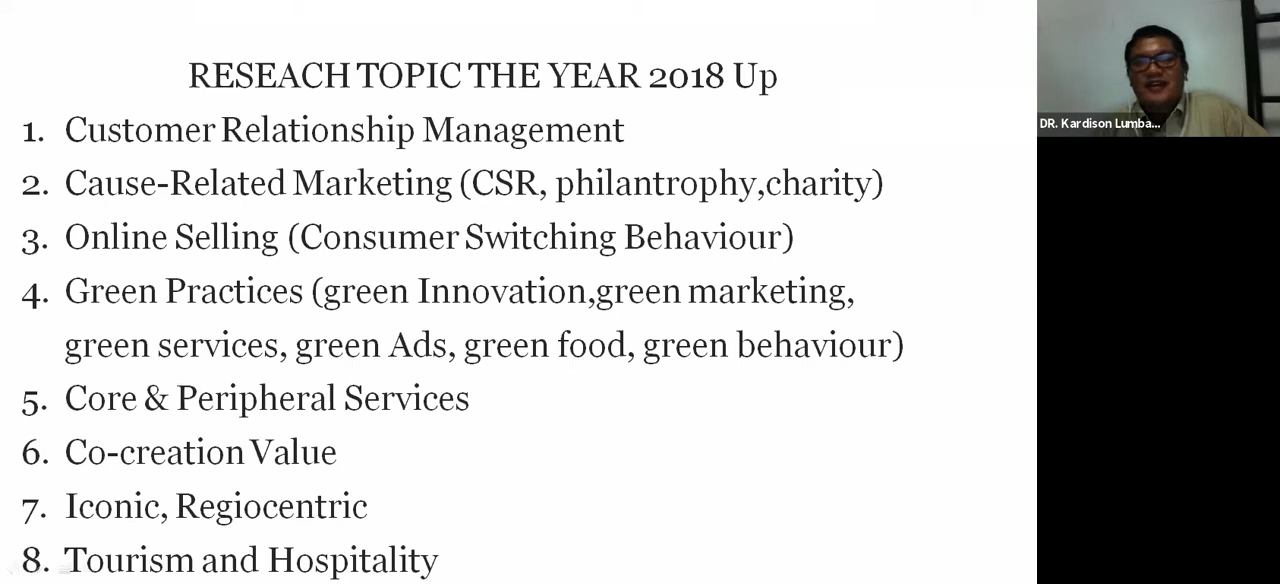 RESEACH TOPIC THE YEAR 2018 Up
1. Customer Relationship Management
2. Cause-Related Marketing (CSR, philantrophy,charity)
3. Online Selling (Consumer Switching Behaviour)
4. Green Practices (green Innovation,green marketing,
green services, green Ads, green food, green behaviour)
5. Core & Peripheral Services
6. Co-creation Value
7. Iconic, Regiocentric
8. Tourism and Hospitality
DR. Kardison Lumba...